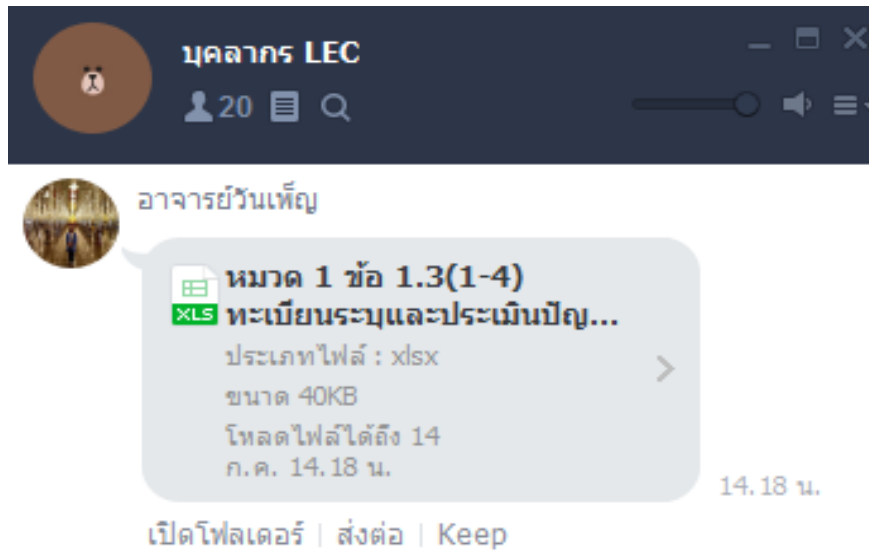 บุคลากร LEC
20
อาจารย์วันเพ็ญ
หมวด 1 ข้อ 1.3(1-4)
XLS ทะเบียนระบุและประเมินปัญ...
ประเภทไฟล์ : xlsx
ขนาด 40KB
โหลดไฟล์ได้ถึง 14
ก.ค. 14.18 น.
14.18 น.
เปิดโฟลเดอร์ | ส่งต่อ | Keep